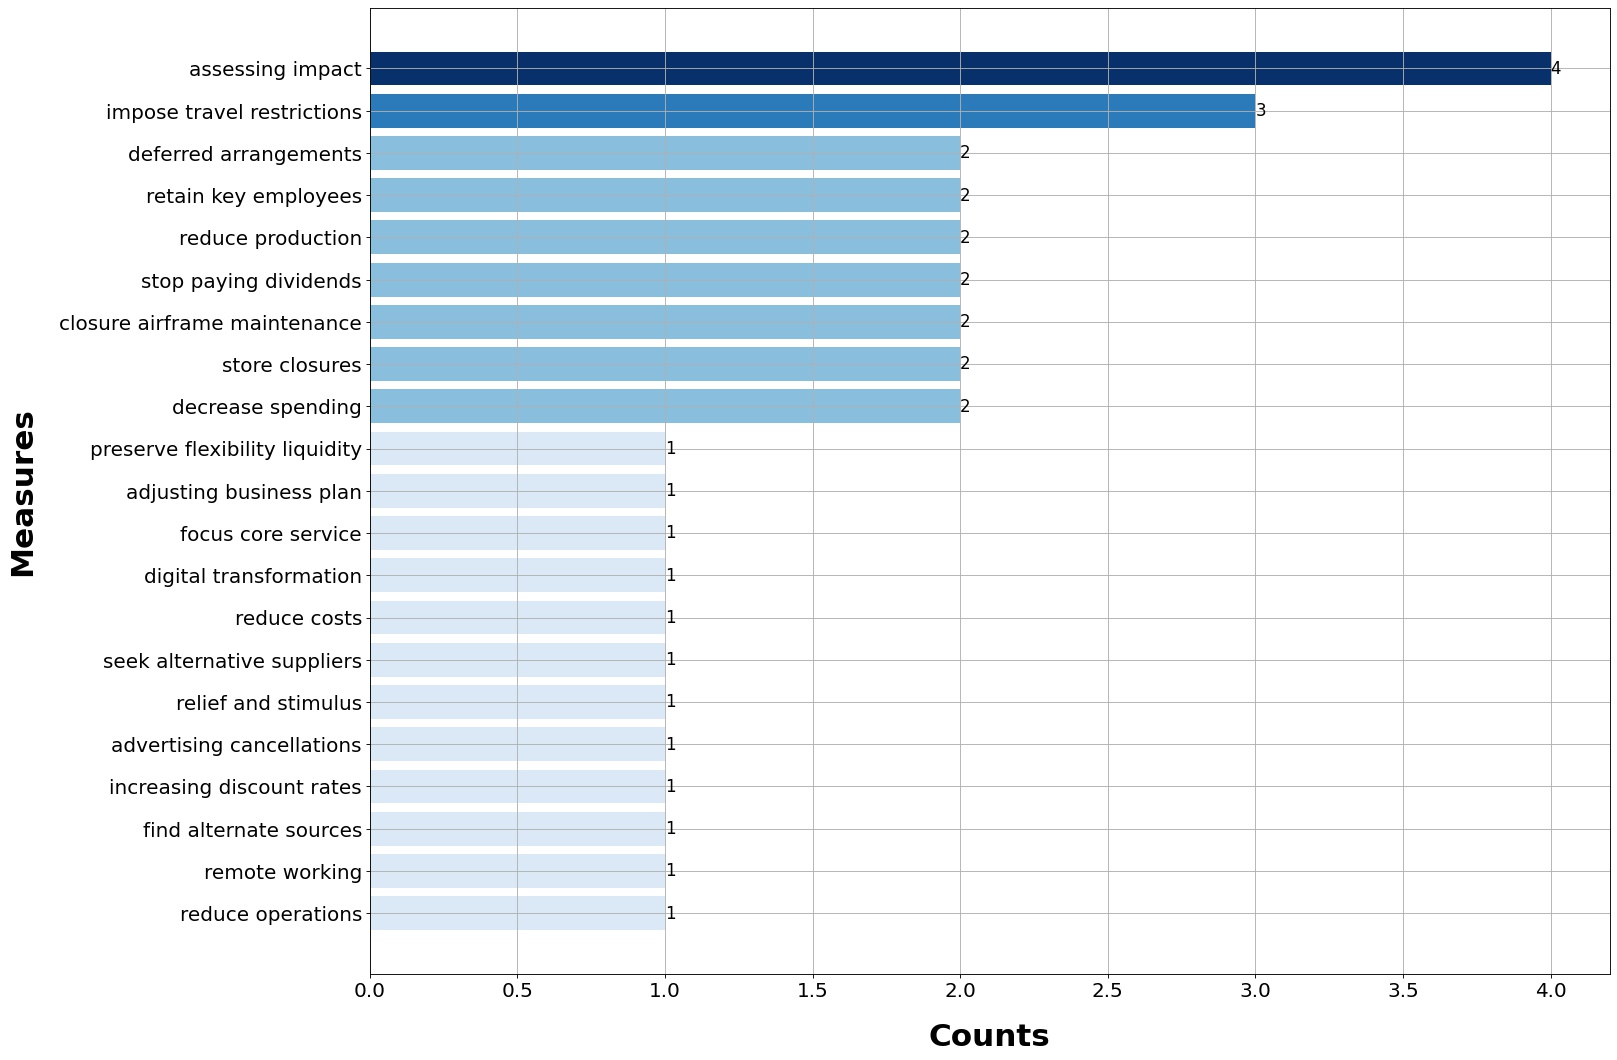 assessing impact 4
impose travel restrictions 3
deferred arrangements 2
retain key employees 2
reduce production 2
stop paying dividends 2
closure airframe maintenance 2
store closures 2
decrease spending 2
preserve flexibility liquidity 1
adjusting business plan 1
focus core service 1
digital transformation 1
reduce costs 1
seek alternative suppliers 1
relief and stimulus 1
advertising cancellations 1
increasing discount rates 1
find alternate sources 1
remote working 1
reduce operations 1
Measures
0.0 0.5 1.0 1.5 2.0 2.5 3.0 3.5 4.0
Counts